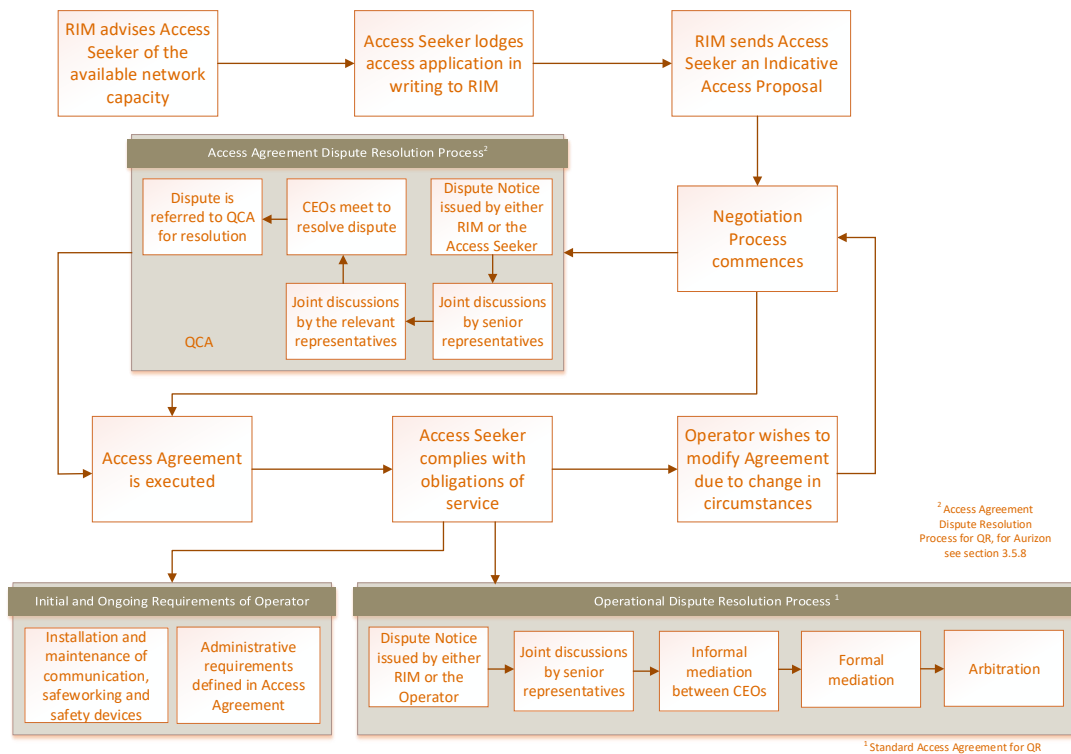 RIM advises Access
Seeker of the
available network
capacity
Access Seeker lodges
access application in
writing to RIM
RIM sends Access
Seeker an Indicative
Access Proposal
Access Agreement Dispute Resolution Process²
Dispute is
referred to QCA
for resolution
CEOs meet to
resolve dispute
Dispute Notice
issued by either
RIM or the
Access Seeker
Negotiation
Process
commences
Joint discussions
by the relevant
representatives
Joint discussions
by senior
representatives
QCA
Access Agreement
is executed
Access Seeker
complies with
obligations of
service
Operator wishes to
modify Agreement
due to change in
circumstances
² Access Agreement
Dispute Resolution
Process for QR, for Aurizon
see section 3.5.8
Initial and Ongoing Requirements of Operator
Installation and
maintenance of
communication,
safeworking and
safety devices
Administrative
requirements
defined in Access
Agreement
Operational Dispute Resolution Process ¹
Dispute Notice
issued by either
RIM or the
Operator
Joint discussions
by senior
representatives
Informal
mediation
between CEOs
Formal
mediation
Arbitration
¹ Standard Access Agreement for QR